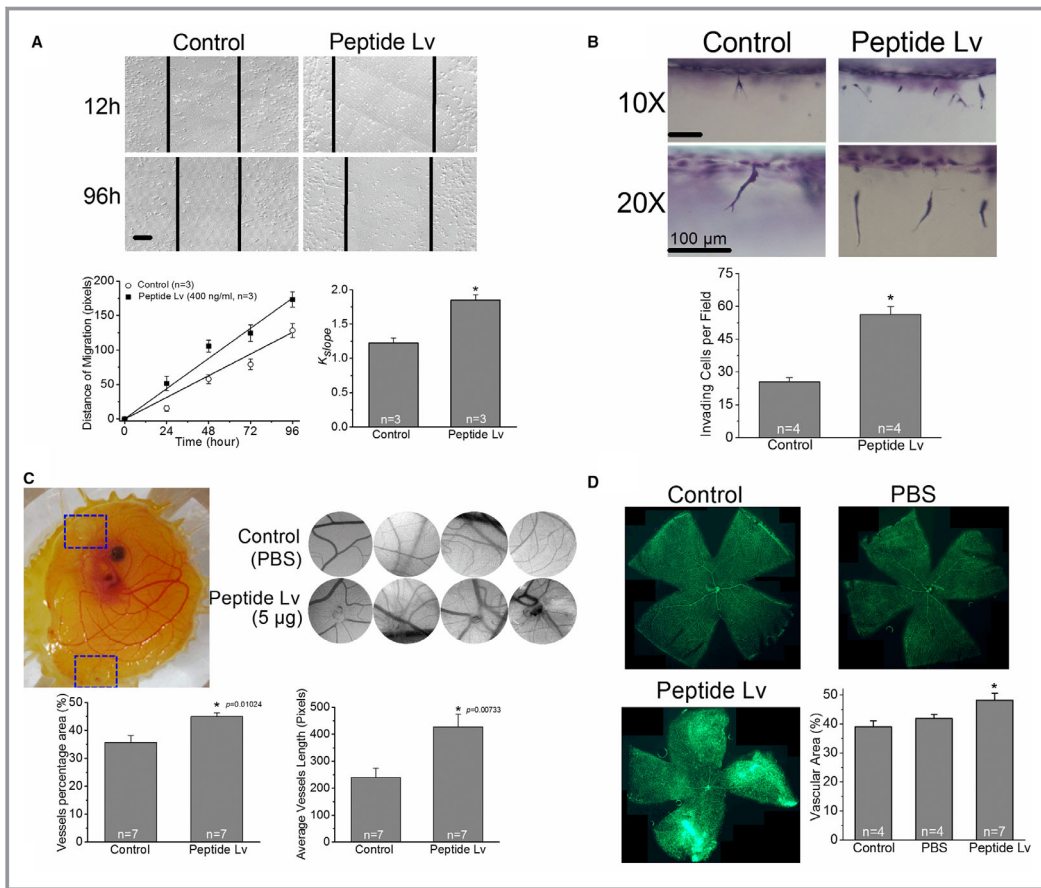 A
Control Peptide Lv
12h
96h
Distance of Migration (pixels)
200
150
100
50
0
Control (n=3)
Peptide Lv (400 ng/ml, n=3)
0 24 48 72 96
Time (hour)
Kslope
2.0
1.5
1.0
0.5
0.0
*
n=3 n=3
Control Peptide Lv
B
Control Peptide Lv
10X
20X
100 µm
Invading Cells per Field
75
60
45
30
15
0
*
n=4 n=4
Control Peptide Lv
C
Control
(PBS)
Peptide Lv
(5 µg)
Vessels percentage area (%)
50
40
30
20
10
0
* p=0.01024
n=7 n=7
Control Peptide Lv
Average Vessels Length (Pixels)
500
400
300
200
100
0
* p=0.00733
n=7 n=7
Control Peptide Lv
D
Control PBS
Peptide Lv
Vascular Area (%)
50
40
30
20
10
0
*
n=4 n=4 n=7
Control PBS Peptide Lv